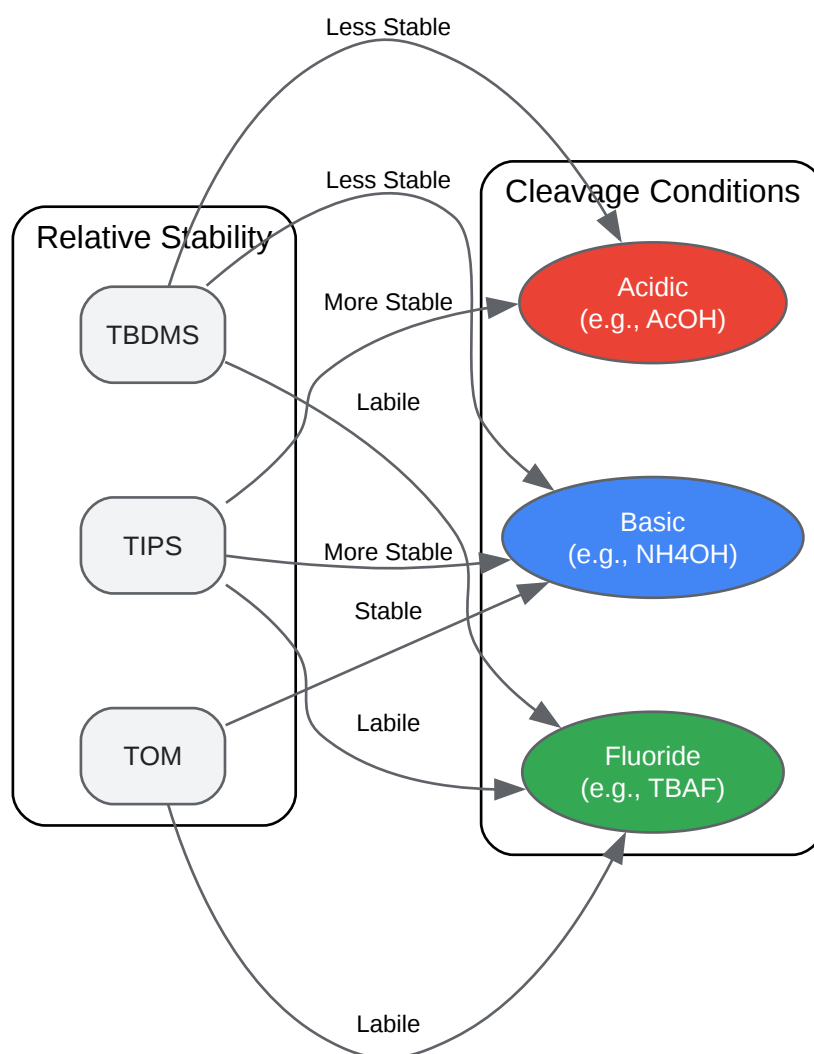 Less Stable
Less Stable
Cleavage Conditions
Relative Stability
Acidic
(e.g., AcOH)
More Stable
TBDMS
Labile
Basic
(e.g., NH4OH)
TIPS
More Stable
Stable
Labile
TOM
Fluoride
(e.g., TBAF)
Labile